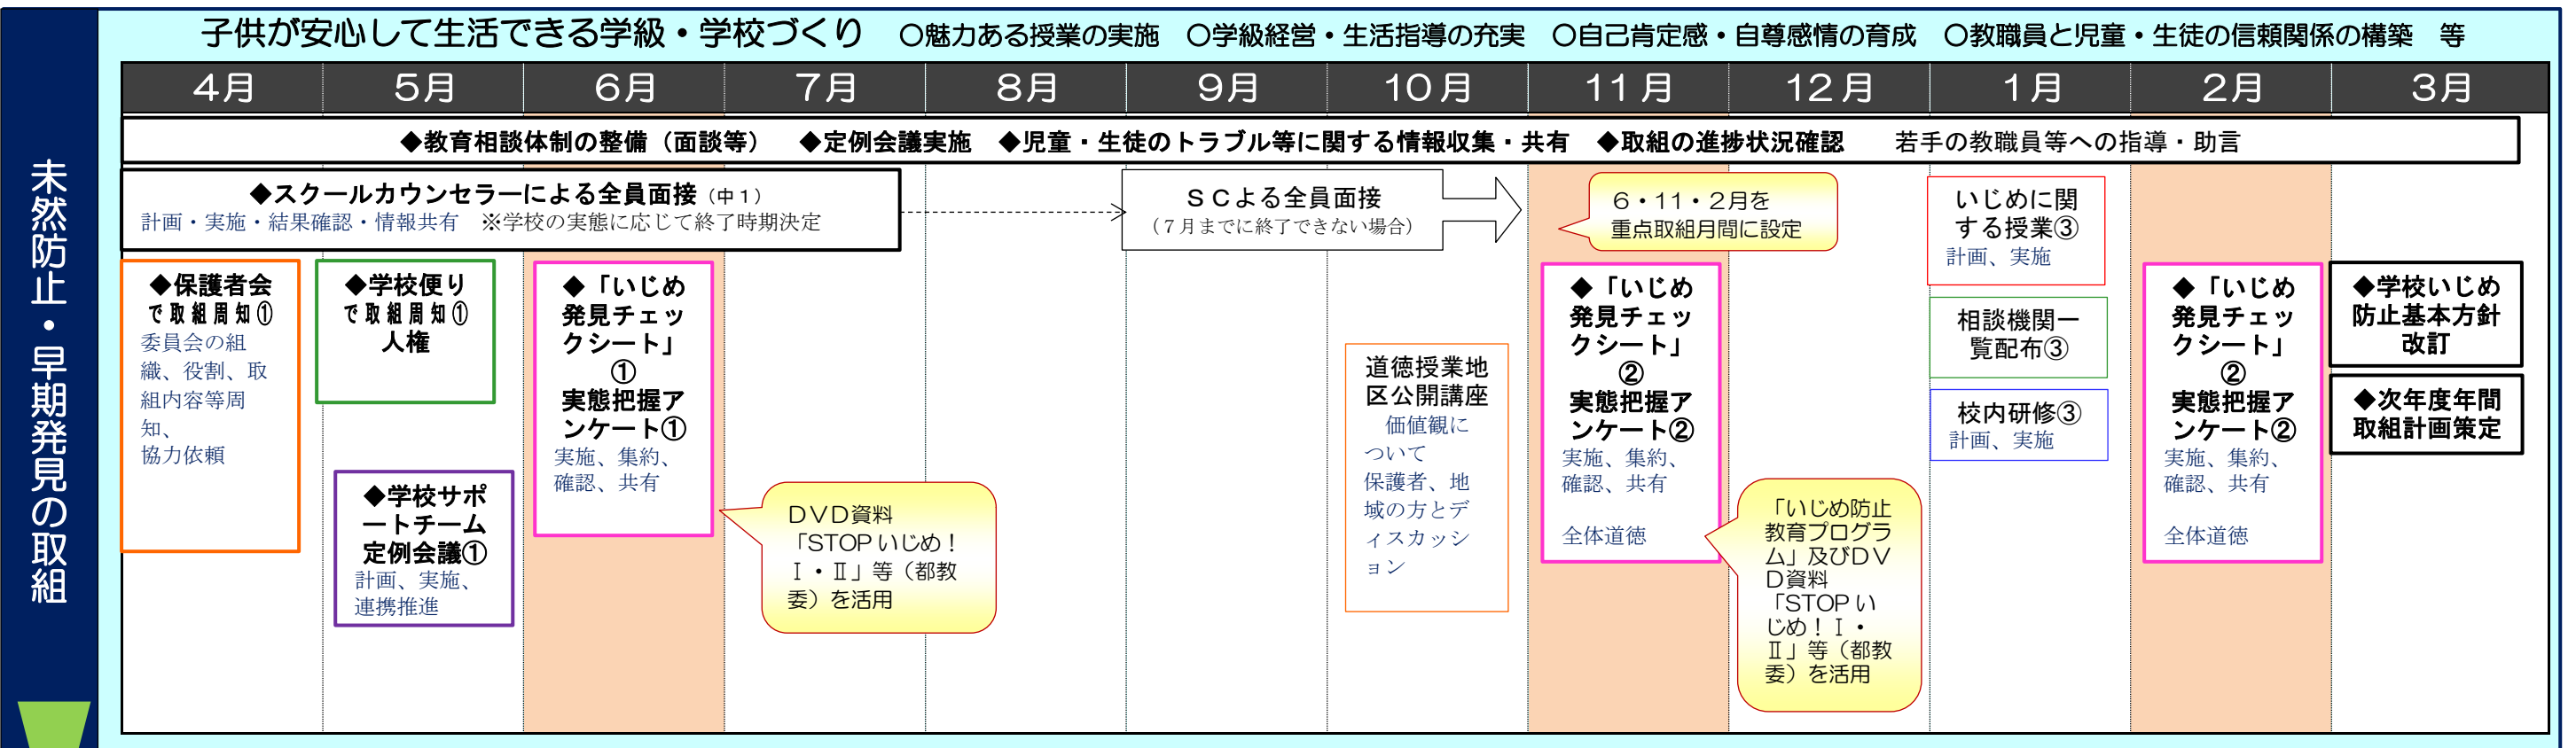 子供が安心して生活できる学級・学校づくり　○魅力ある授業の実施　○学級経営・生活指導の充実　○自己肯定感・自尊感情の育成　○教職員と児童・生徒の信頼関係の構築　等
未然防止・早期発見の取組
4月　5月　6月　7月　8月　9月　10月　11月　12月　1月　2月　3月
◆教育相談体制の整備（面談等）　◆定例会議実施　◆児童・生徒のトラブル等に関する情報収集・共有　◆取組の進捗状況確認　若手の教職員等への指導・助言
◆スクールカウンセラーによる全員面接（中１）
計画・実施・結果確認・情報共有　※学校の実態に応じて終了時期決定
ＳＣよる全員面接
（７月までに終了できない場合）
６・11・２月を
重点取組月間に設定
◆保護者会
で取組周知①
委員会の組
織、役割、取
組内容等周
知、
協力依頼
◆学校便り
で取組周知①
人権
◆学校サポ
ートチーム
定例会議①
計画、実施、
連携推進
◆「いじめ
発見チェッ
クシート」
①
実態把握ア
ンケート①
実施、集約、
確認、共有
ＤＶＤ資料
「STOPいじめ！
Ⅰ・Ⅱ」等（都教
委）を活用
道徳授業地
区公開講座
価値観に
ついて
保護者、地
域の方とデ
ィスカッシ
ョン
◆「いじめ
発見チェッ
クシート」
②
実態把握ア
ンケート②
実施、集約、
確認、共有
全体道徳
「いじめ防止
教育プログラ
ム」及びＤＶ
Ｄ資料
「STOPい
じめ！Ⅰ・
Ⅱ」等（都教
委）を活用
いじめに関
する授業③
計画、実施
相談機関一
覧配布③
校内研修③
計画、実施
◆「いじめ
発見チェッ
クシート」
②
実態把握ア
ンケート②
実施、集約、
確認、共有
全体道徳
◆学校いじめ
防止基本方針
改訂
◆次年度年間
取組計画策定